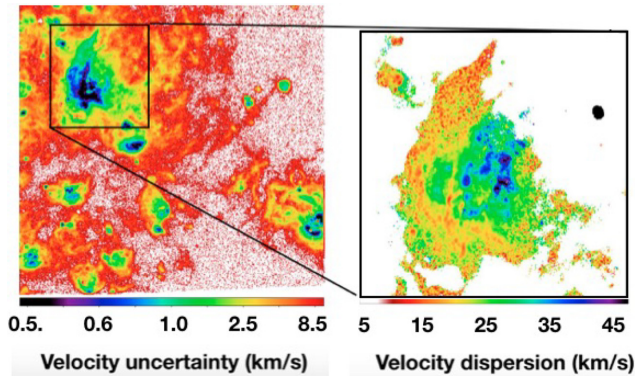 0.5. 0.6 1.0 2.5 8.5
5 15 25 35 45
Velocity uncertainty (km/s)
Velocity dispersion (km/s)